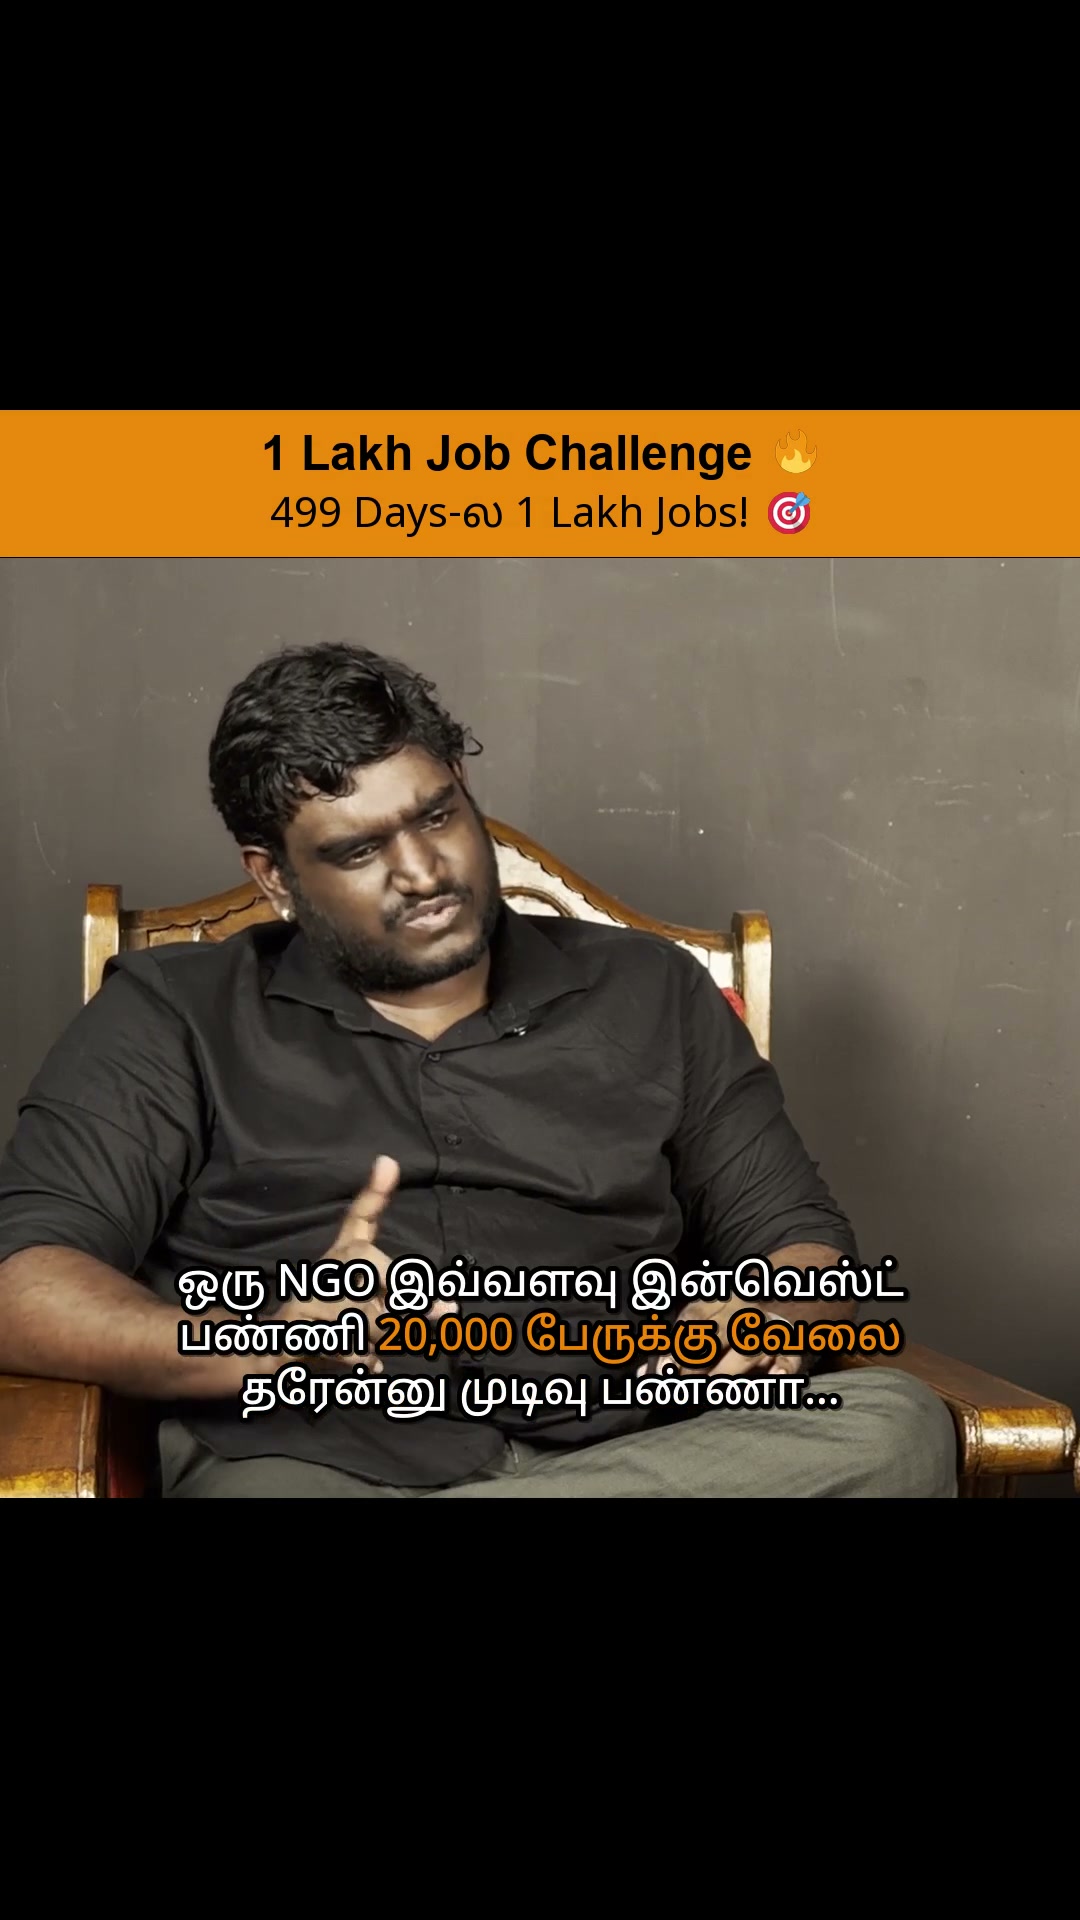 1 Lakh Job Challenge 🔥
499 Days-ல 1 Lakh Jobs! 🎯
ஒரு NGO இவ்வளவு இன்வெஸ்ட்
பண்ணி 20,000 பேருக்கு வேலை
தரேன்னு முடிவு பண்ணா...